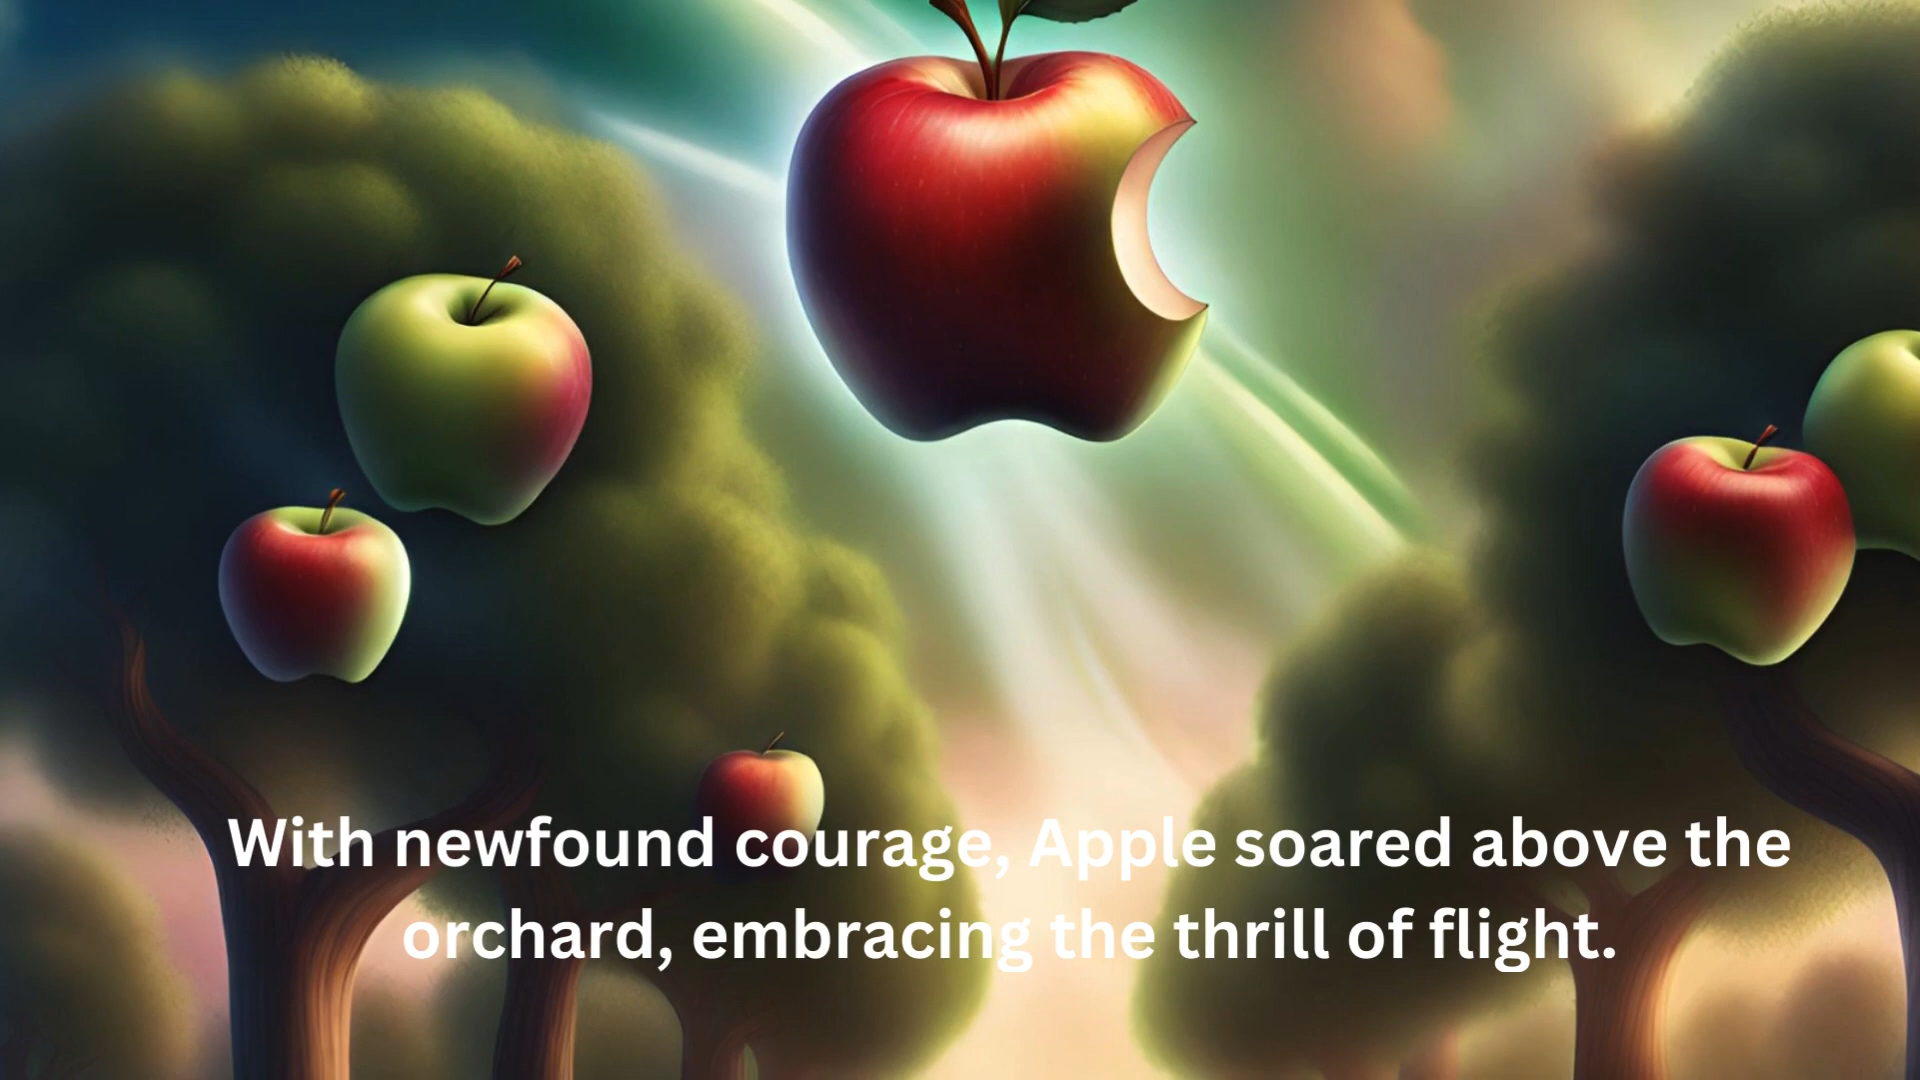 With newfound courage, Apple soared above the
orchard, embracing the thrill of flight.